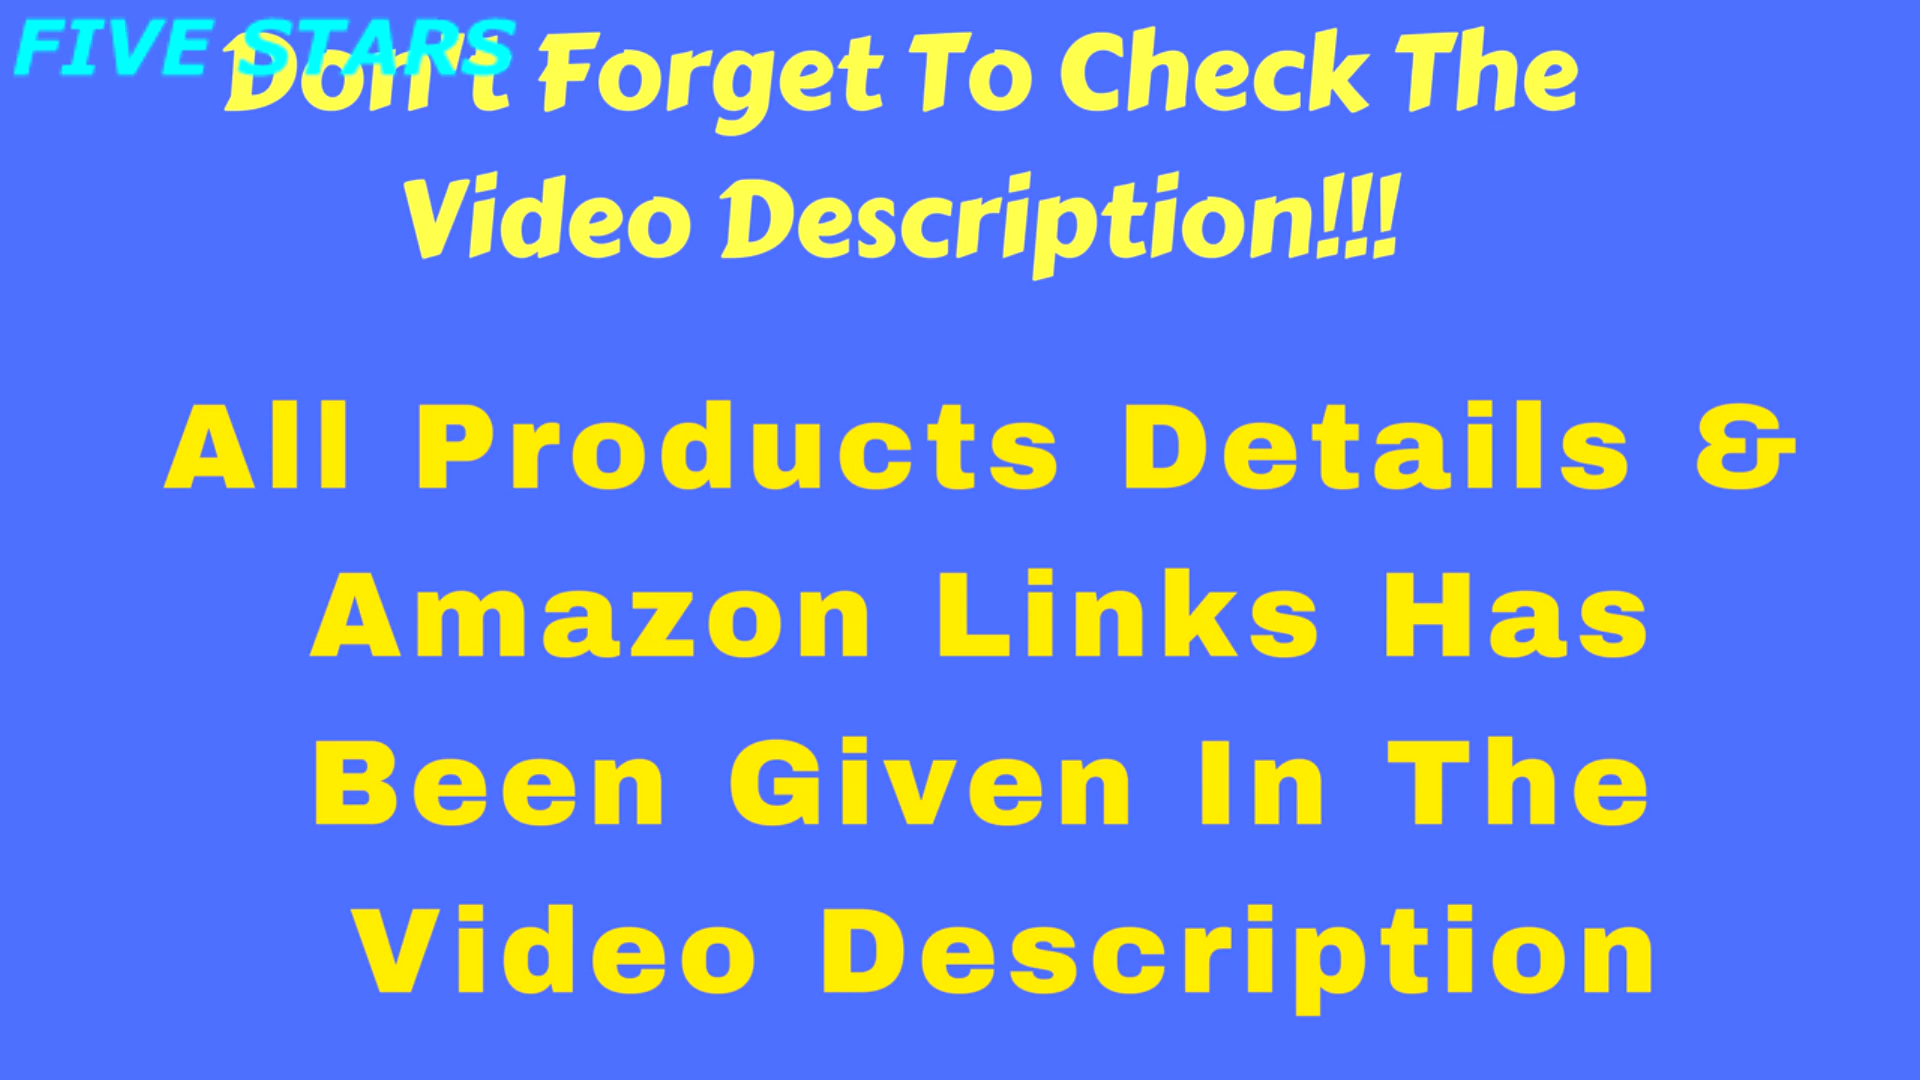 FIVE STARS
Don't Forget To Check The
Video Description!!!
All Products Details &
Amazon Links Has
Been Given In The
Video Description